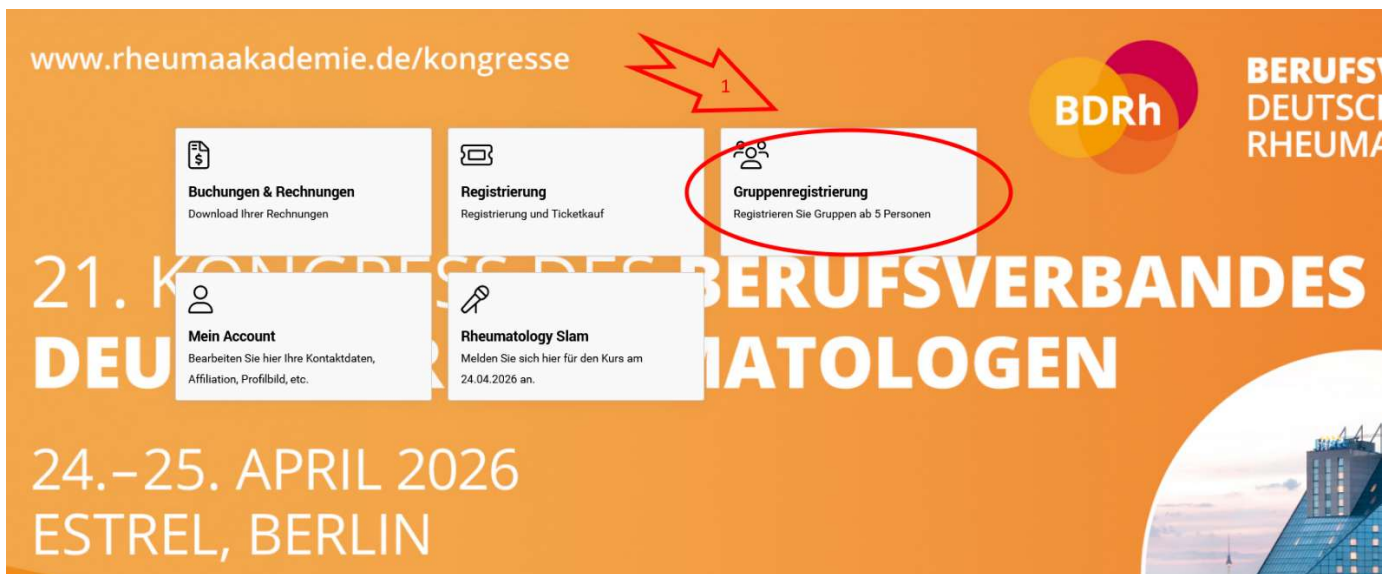 www.rheumaakademie.de/kongresse
1
BDRh
DEUTSC
RHEUMA
Buchungen & Rechnungen
Download Ihrer Rechnungen
Registrierung
Registrierung und Ticketkauf
Gruppenregistrierung
Registrieren Sie Gruppen ab 5 Personen
21. KONGRESS DES BERUFSVERBANDES
Mein Account
Bearbeiten Sie hier Ihre Kontaktdaten,
Affiliation, Profilbild, etc.
Rheumatology Slam
Melden Sie sich hier für den Kurs am
24.04.2026 an.
DEU MATOLOGEN
24.–25. APRIL 2026
ESTREL, BERLIN